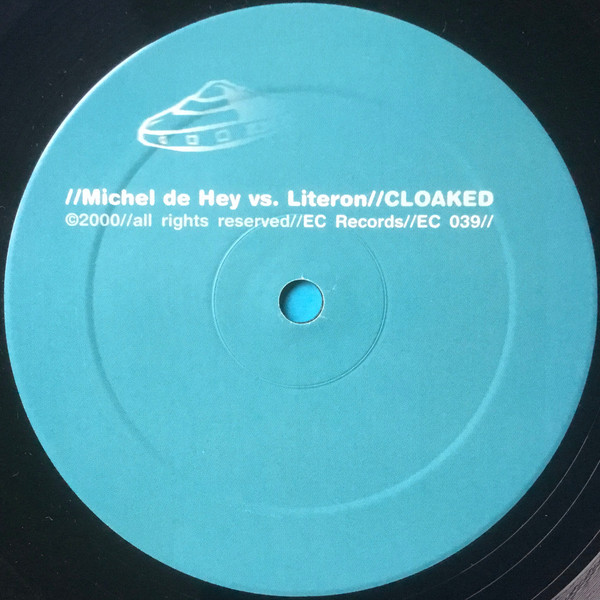 //Michel de Hey vs. Literon//CLOAKED
©2000//all rights reserved//EC Records//EC 039//